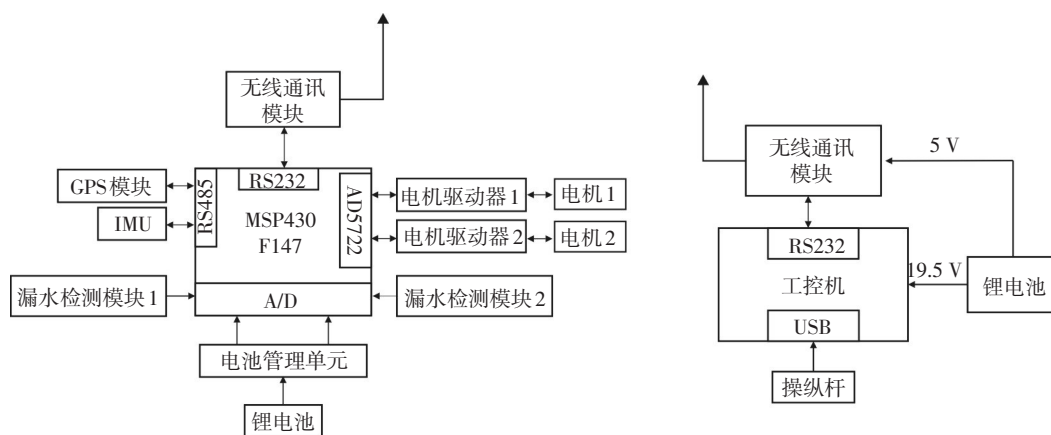 无线通讯
模块
GPS模块
IMU
RS485
RS232
MSP430
F147
AD5722
电机驱动器1
电机1
电机驱动器2
电机2
漏水检测模块1
A/D
漏水检测模块2
电池管理单元
锂电池
无线通讯
模块
5 V
RS232
19.5 V
工控机
锂电池
USB
操纵杆